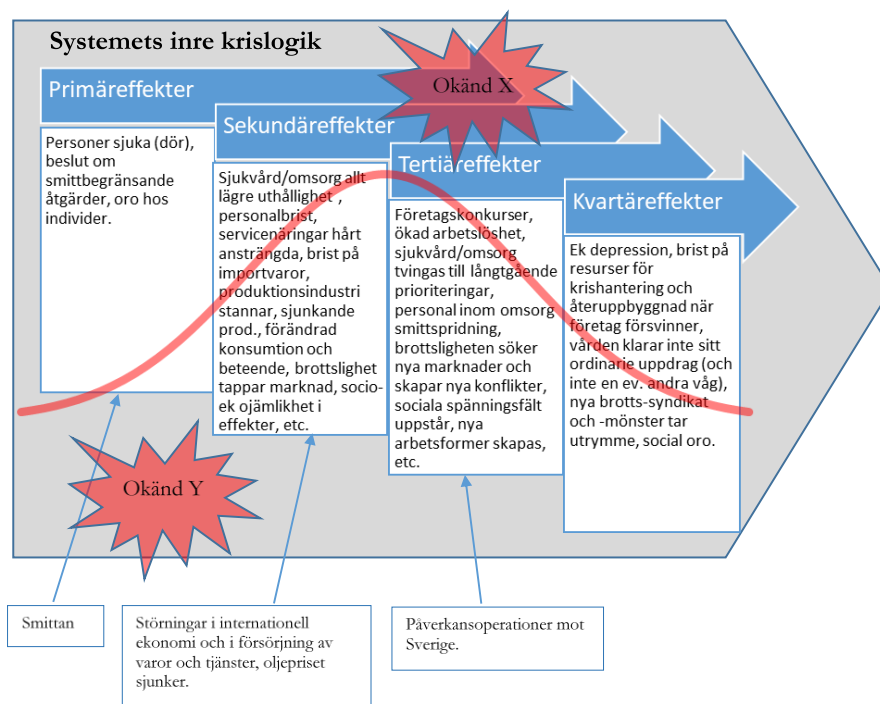 Systemets inre krislogik
Okänd X
Primäreffekter
Personer sjuka (dör),
beslut om
smittbegränsande
åtgärder, oro hos
individer.
Sekundäreffekter
Sjukvård/omsorg allt
lägre uthållighet ,
personalbrist,
servicenäringar hårt
ansträngda, brist på
importvaror,
produktionsindustri
stannar, sjunkande
prod., förändrad
konsumtion och
beteende, brottslighet
tappar marknad, socio-
ek ojämlikhet i
effekter, etc.
Tertiäreffekter
Företagskonkurser,
ökad arbetslöshet,
sjukvård/omsorg
tvingas till långtgående
prioriteringar,
personal inom omsorg
smittspridning,
brottsligheten söker
nya marknader och
skapar nya konflikter,
sociala spänningsfält
uppstår, nya
arbetsformer skapas,
etc.
Kvartäreffekter
Ek depression, brist på
resurser för
krishantering och
återuppbyggnad när
företag försvinner,
vården klarar inte sitt
ordinarie uppdrag (och
inte en ev. andra våg),
nya brotts-syndikat
och -mönster tar
utrymme, social oro.
Okänd Y
Smittan
Störningar i internationell
ekonomi och i försörjning av
varor och tjänster, oljepriset
sjunker.
Påverkansoperationer mot
Sverige.